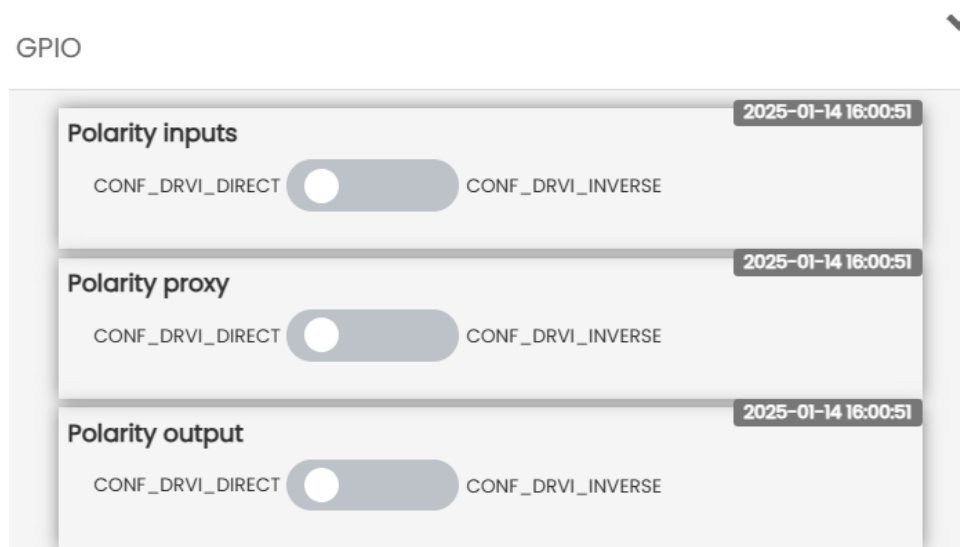 GPIO
2025-01-14 16:00:51
Polarity inputs
CONF_DRVI_DIRECT CONF_DRVI_INVERSE
2025-01-14 16:00:51
Polarity proxy
CONF_DRVI_DIRECT CONF_DRVI_INVERSE
2025-01-14 16:00:51
Polarity output
CONF_DRVI_DIRECT CONF_DRVI_INVERSE